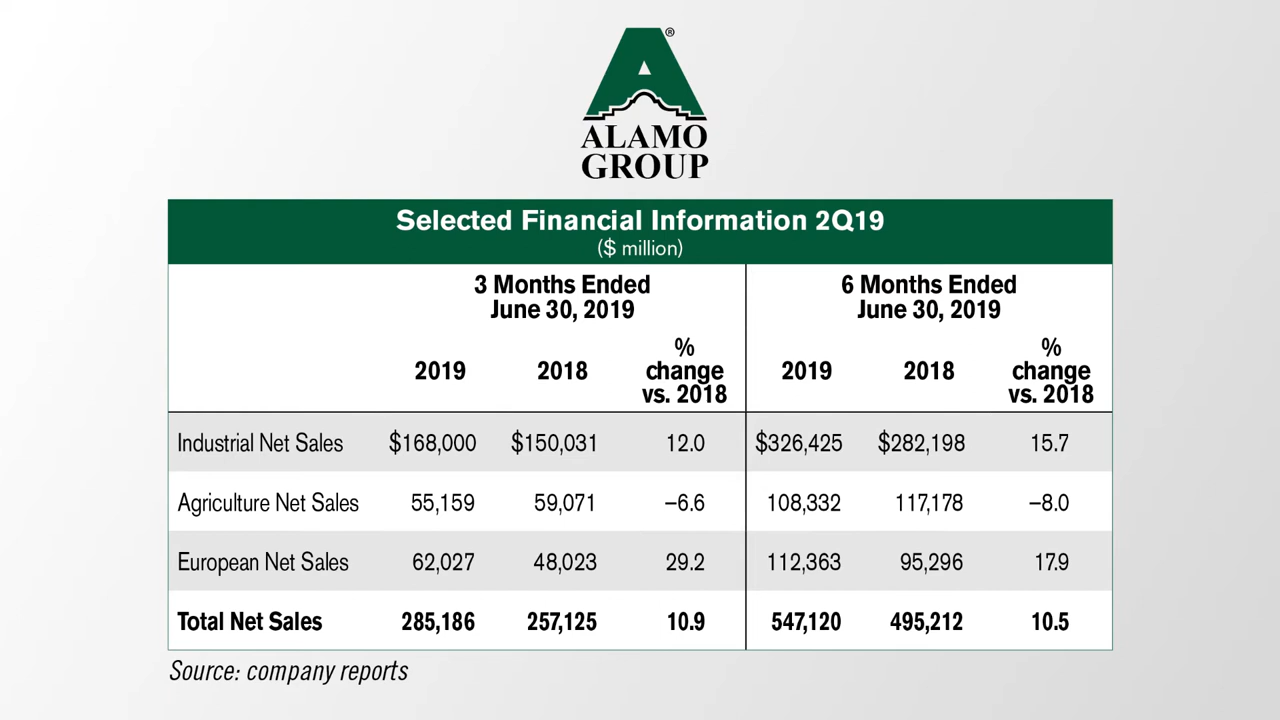 ®
ALAMO
GROUP
Selected Financial Information 2Q19
($ million)
3 Months Ended
June 30, 2019
6 Months Ended
June 30, 2019
2019 2018 % change vs. 2018 2019 2018 % change vs. 2018
Industrial Net Sales $168,000 $150,031 12.0 $326,425 $282,198 15.7
Agriculture Net Sales 55,159 59,071 –6.6 108,332 117,178 –8.0
European Net Sales 62,027 48,023 29.2 112,363 95,296 17.9
Total Net Sales 285,186 257,125 10.9 547,120 495,212 10.5
Source: company reports